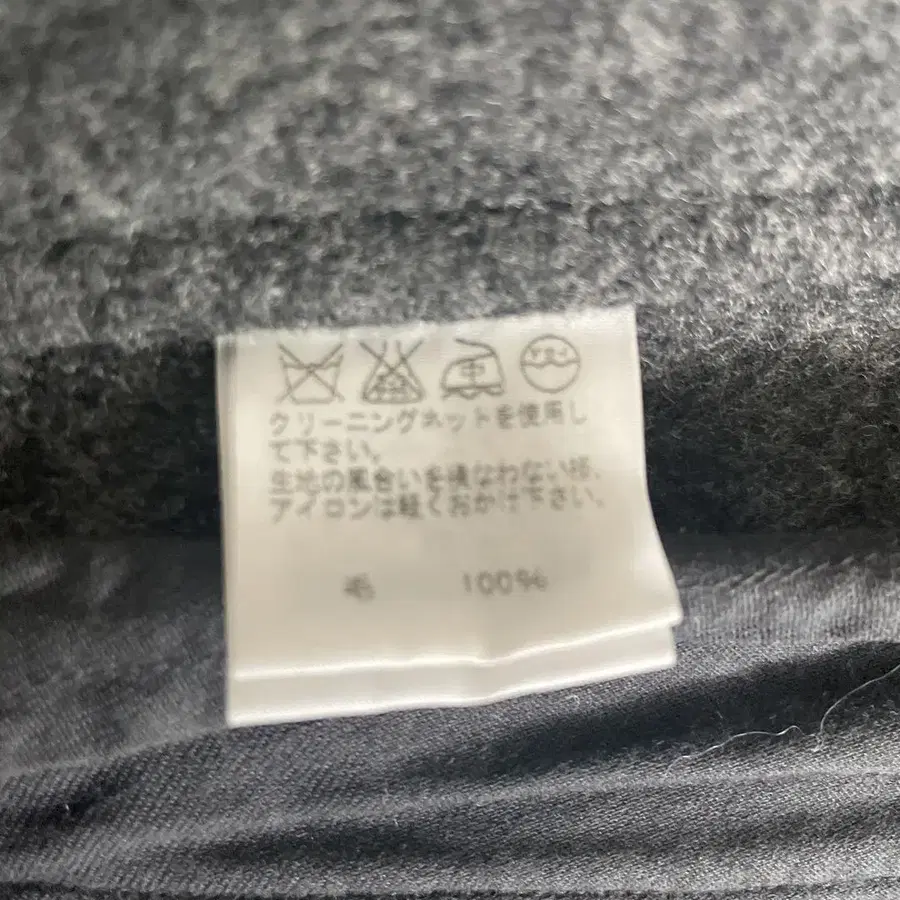 クリーニングネットを使用し
て下さい。
生地の風合いを損なわない様、
アイロンは軽くおかけ下さい。
毛 100%